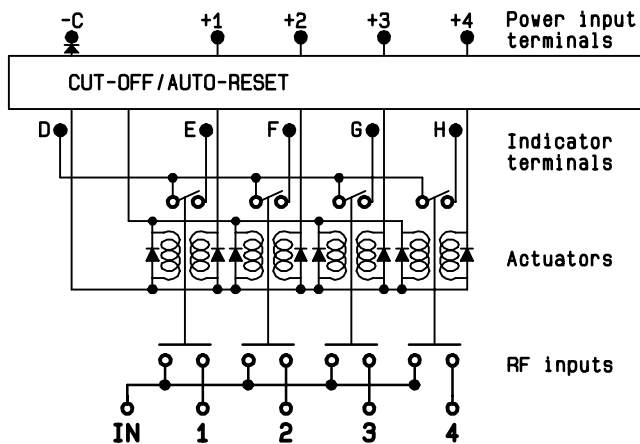 -C +1 +2 +3 +4 Power input
terminals
CUT-OFF/AUTO-RESET
D E F G H Indicator
terminals
Actuators
RF inputs
IN 1 2 3 4